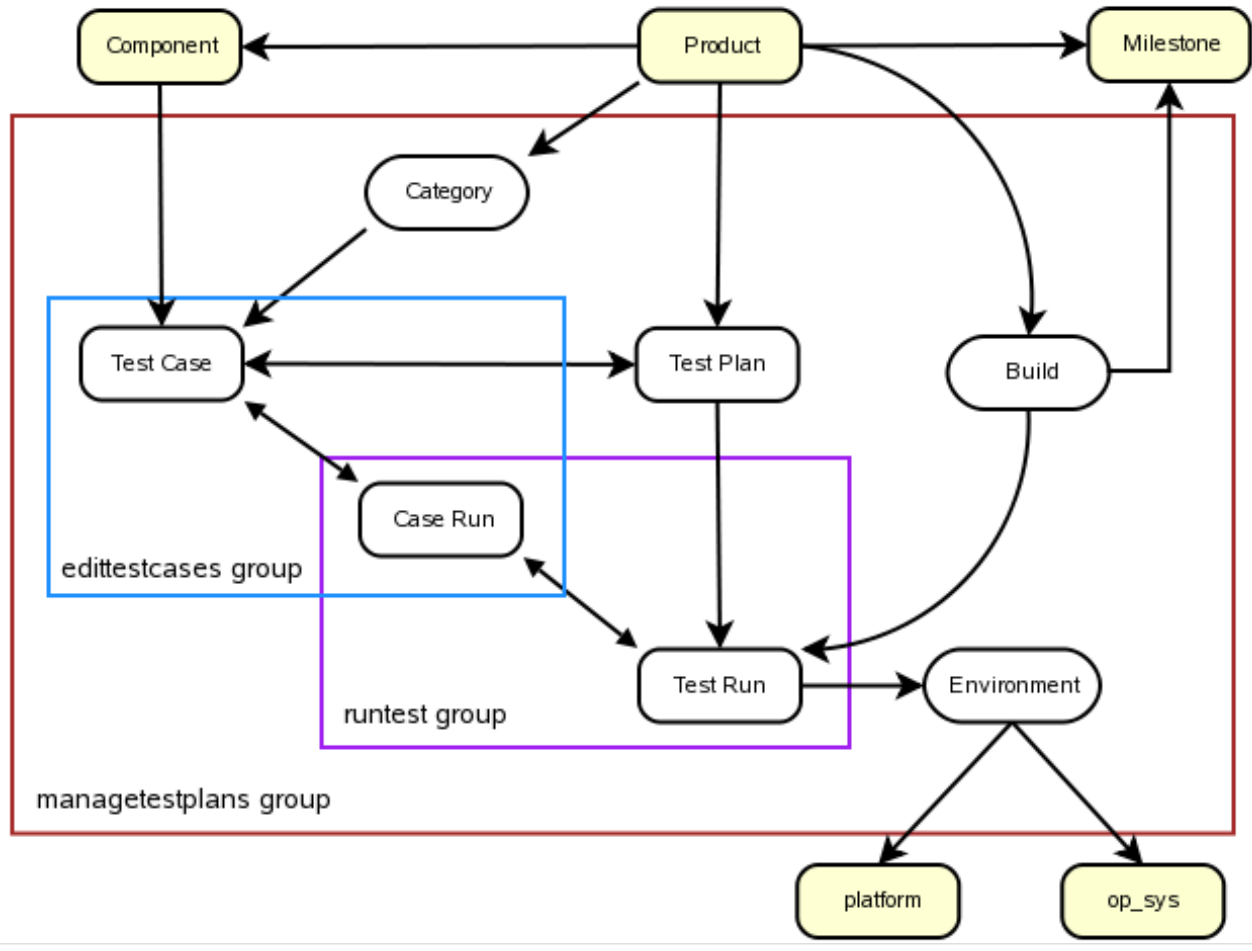 Component
Product
Milestone
Category
Test Case
Test Plan
Build
Case Run
edittestcases group
Test Run
Environment
runtest group
managetestplans group
platform
op_sys